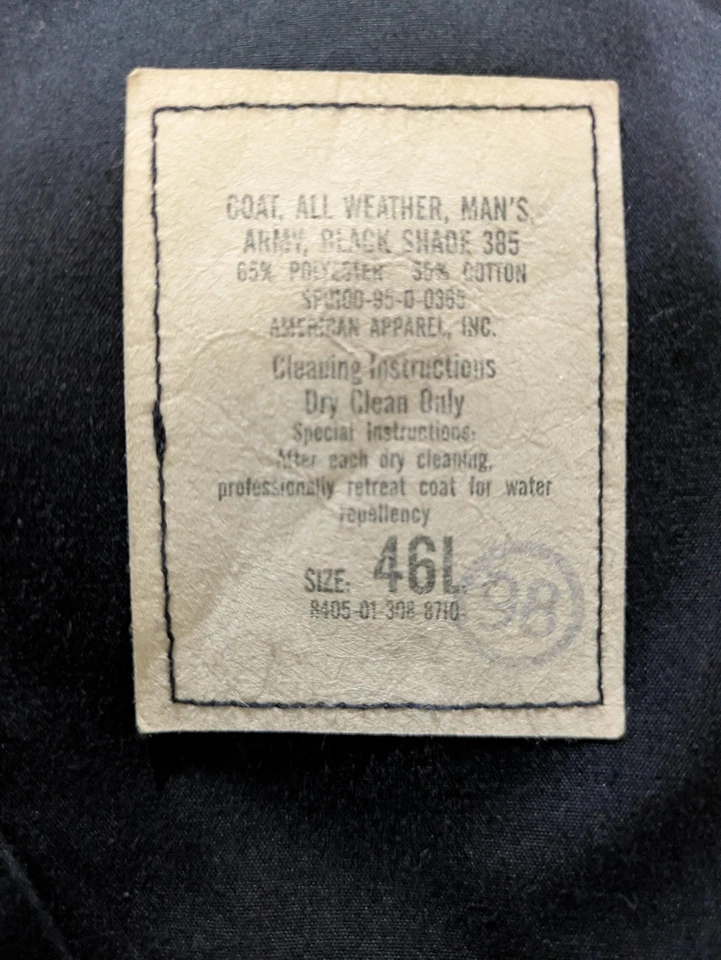 COAT, ALL WEATHER, MAN'S,
ARMY, BLACK SHADE 385
65% POLYESTER 35% COTTON
SPO100-95-D-0365
AMERICAN APPAREL, INC.
Cleaning Instructions
Dry Clean Only
Special Instructions:
After each dry cleaning,
professionally retreat coat for water
repellency
SIZE: 46L
8405-01-308-8710
98